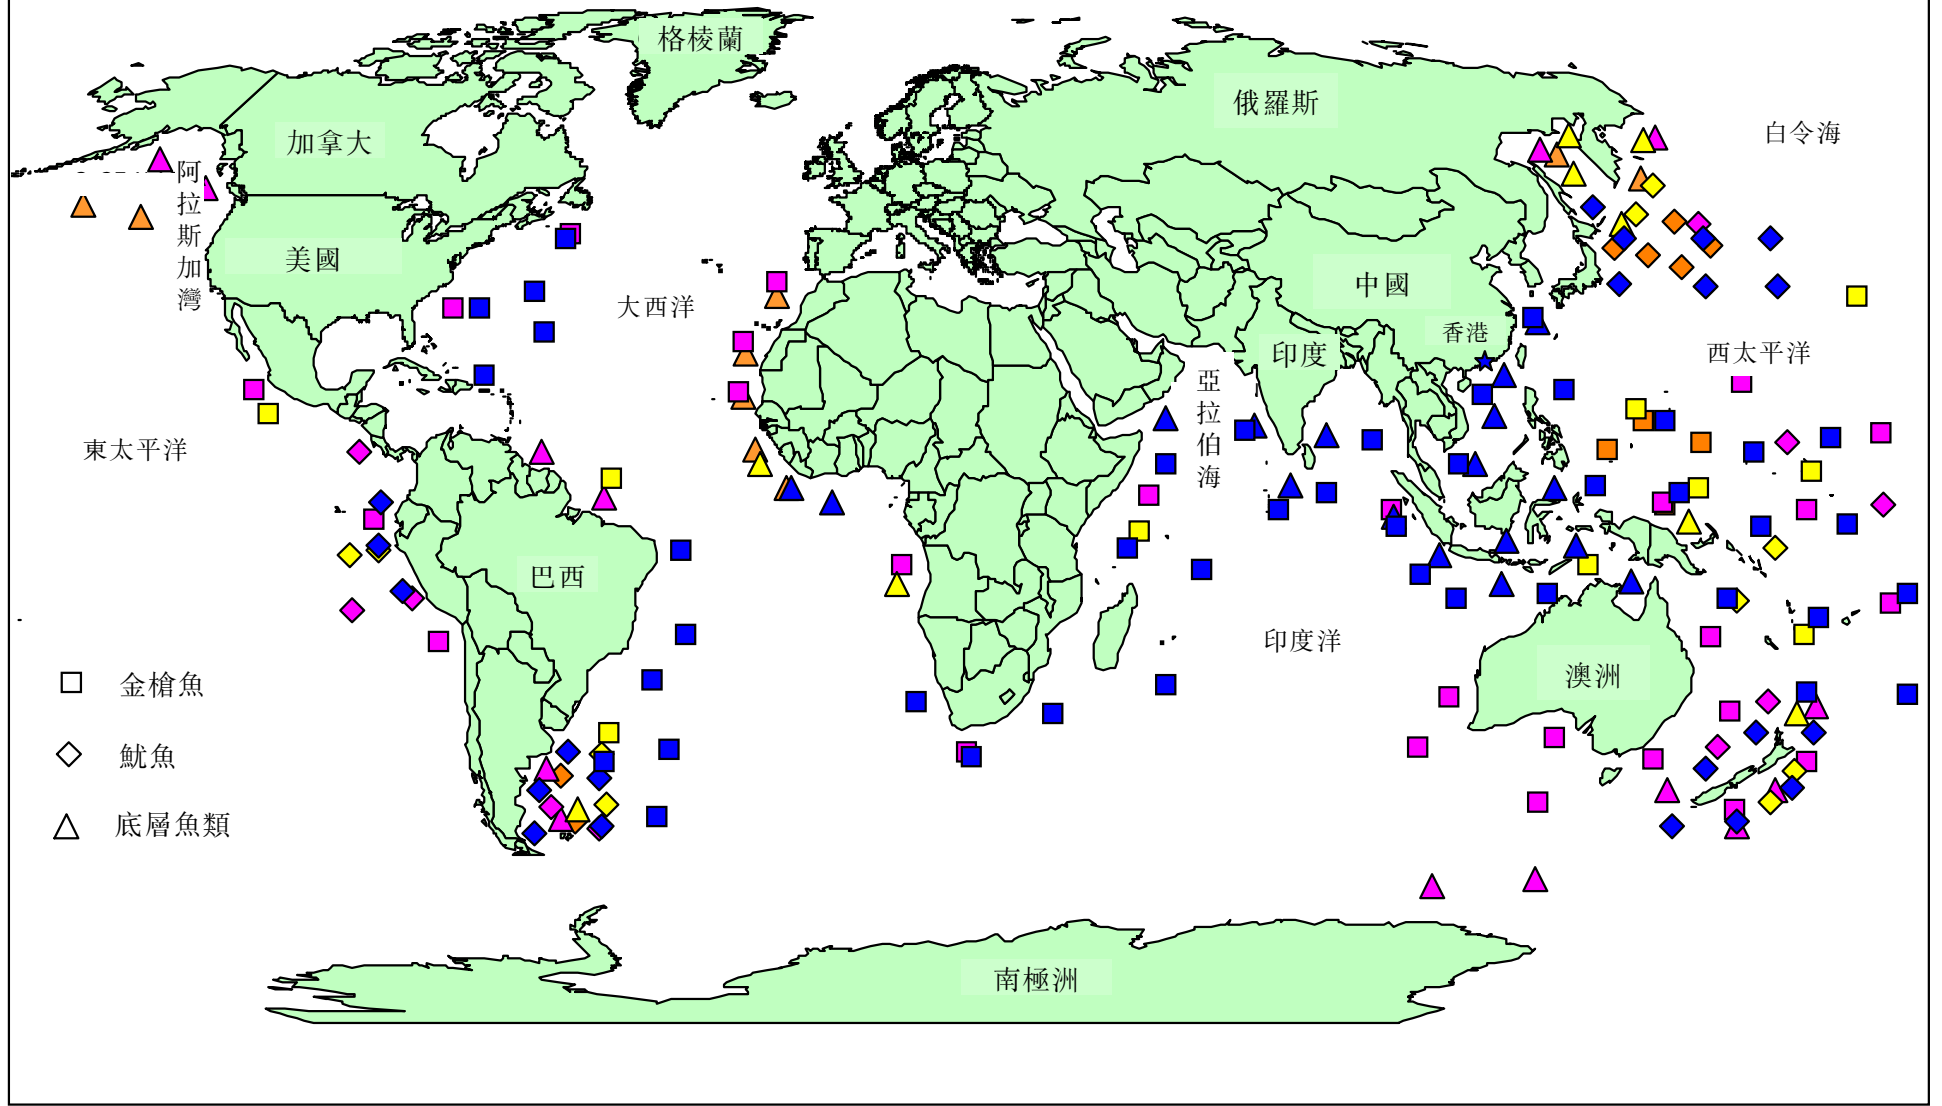 格棱蘭
俄羅斯
白令海
加拿大
阿拉斯加灣
美國
大西洋
中國
香港
印度
西太平洋
亞拉伯海
東太平洋
巴西
印度洋
澳洲
金槍魚
魷魚
底層魚類
南極洲